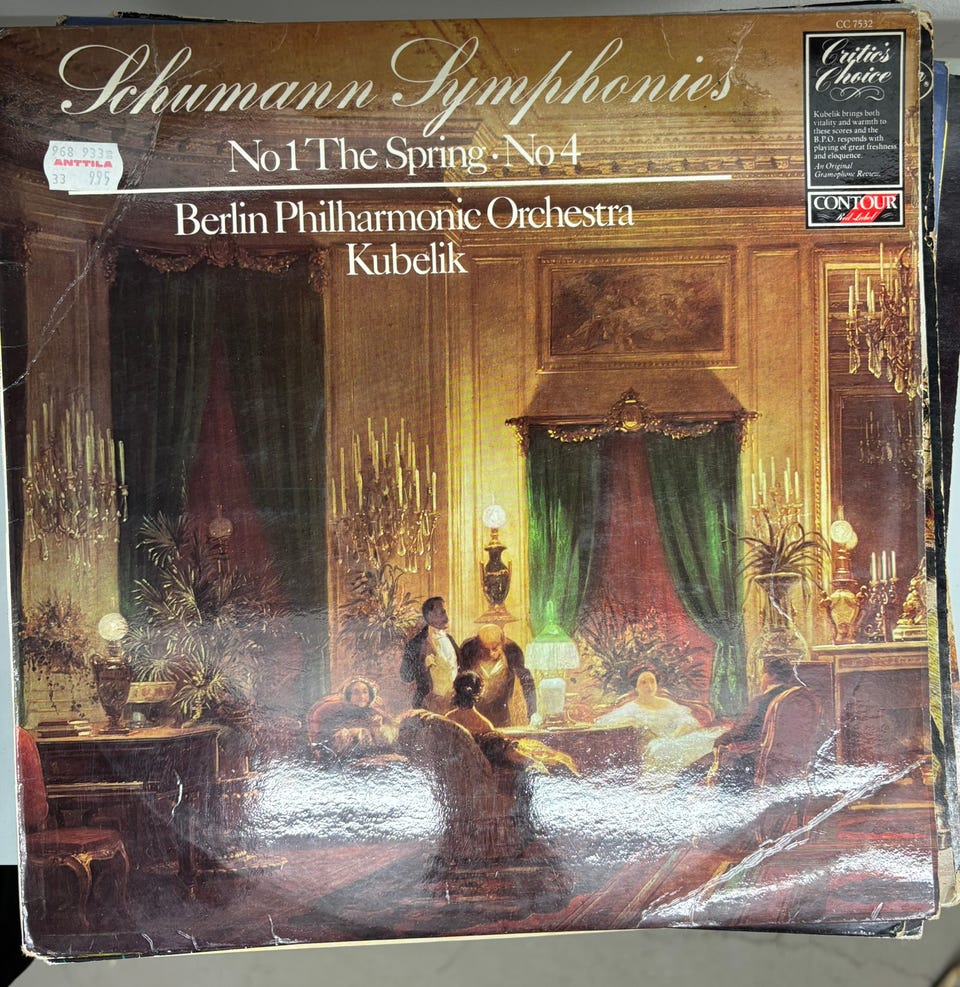 CC 7532
Schumann Symphonies
No 1 The Spring · No 4
Berlin Philharmonic Orchestra
Kubelik
968 933
ANTTILA
33 995
Critic's
Choice
Kubelik brings both
vitality and warmth to
these scores and the
B.P.O. responds with
playing of great freshness
and eloquence.
An Original
Gramophone Review.
CONTOUR
Red Label